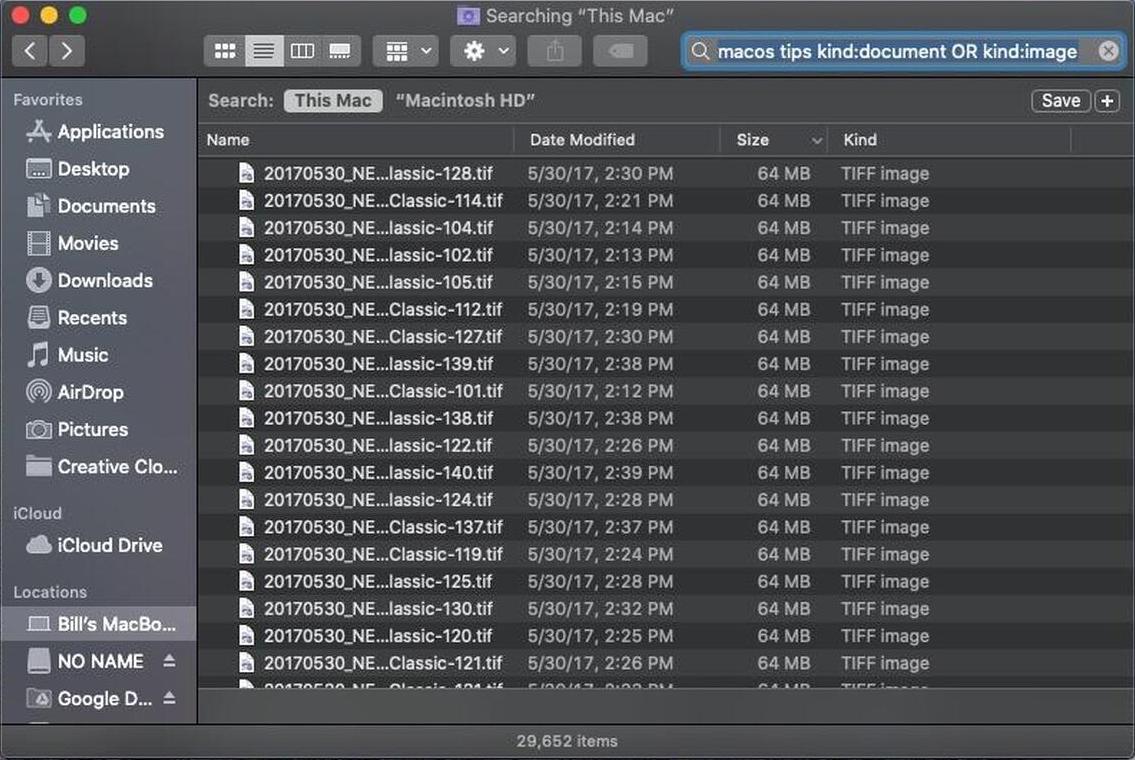 Searching “This Mac”
macos tips kind:document OR kind:image
Favorites
Applications
Desktop
Documents
Movies
Downloads
Recents
Music
AirDrop
Pictures
Creative Clo...
iCloud
iCloud Drive
Locations
Bill’s MacBo...
NO NAME
Google D...
Search: This Mac “Macintosh HD” Save +
Name Date Modified Size Kind
20170530_NE...lassic-128.tif 5/30/17, 2:30 PM 64 MB TIFF image
20170530_NE...Classic-114.tif 5/30/17, 2:21 PM 64 MB TIFF image
20170530_NE...lassic-104.tif 5/30/17, 2:14 PM 64 MB TIFF image
20170530_NE...lassic-102.tif 5/30/17, 2:13 PM 64 MB TIFF image
20170530_NE...lassic-105.tif 5/30/17, 2:15 PM 64 MB TIFF image
20170530_NE...Classic-112.tif 5/30/17, 2:19 PM 64 MB TIFF image
20170530_NE...Classic-127.tif 5/30/17, 2:30 PM 64 MB TIFF image
20170530_NE...lassic-139.tif 5/30/17, 2:38 PM 64 MB TIFF image
20170530_NE...Classic-101.tif 5/30/17, 2:12 PM 64 MB TIFF image
20170530_NE...lassic-138.tif 5/30/17, 2:38 PM 64 MB TIFF image
20170530_NE...lassic-122.tif 5/30/17, 2:26 PM 64 MB TIFF image
20170530_NE...lassic-140.tif 5/30/17, 2:39 PM 64 MB TIFF image
20170530_NE...lassic-124.tif 5/30/17, 2:28 PM 64 MB TIFF image
20170530_NE...Classic-137.tif 5/30/17, 2:37 PM 64 MB TIFF image
20170530_NE...Classic-119.tif 5/30/17, 2:24 PM 64 MB TIFF image
20170530_NE...lassic-125.tif 5/30/17, 2:28 PM 64 MB TIFF image
20170530_NE...lassic-130.tif 5/30/17, 2:32 PM 64 MB TIFF image
20170530_NE...lassic-120.tif 5/30/17, 2:25 PM 64 MB TIFF image
20170530_NE...Classic-121.tif 5/30/17, 2:26 PM 64 MB TIFF image
29,652 items